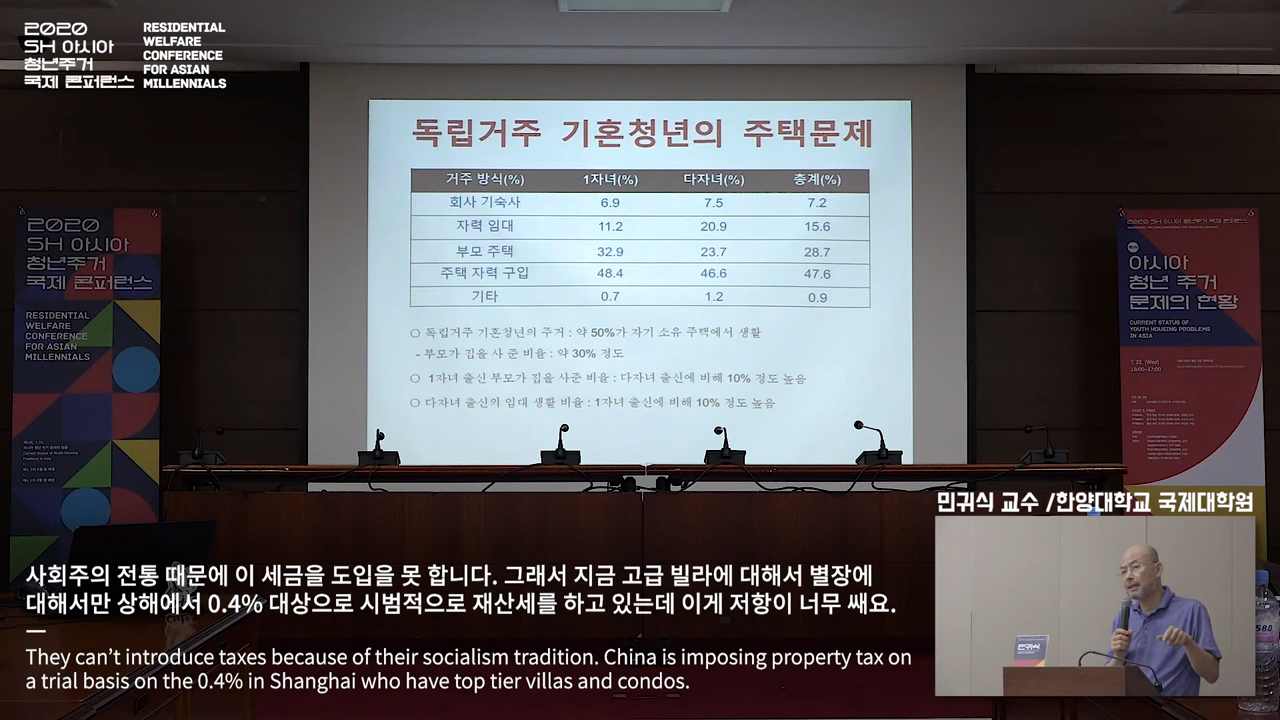 2020
SH 아시아
청년주거
국제 콘퍼런스
RESIDENTIAL
WELFARE
CONFERENCE
FOR ASIAN
MILLENNIALS
독립거주 기혼청년의 주택문제
거주 방식(%) 1자녀(%) 다자녀(%) 총계(%)
회사 기숙사 6.9 7.5 7.2
자력 임대 11.2 20.9 15.6
부모 주택 32.9 23.7 28.7
주택 자력 구입 48.4 46.6 47.6
기타 0.7 1.2 0.9
○ 독립거주 기혼청년의 주거 : 약 50%가 자기 소유 주택에서 생활
- 부모가 집을 사 준 비율 : 약 30% 정도
○ 1자녀 출신 부모가 집을 사준 비율 : 다자녀 출신에 비해 10% 정도 높음
○ 다자녀 출신의 임대 생활 비율 : 1자녀 출신에 비해 10% 정도 높음
2020
SH 아시아
청년주거
국제 콘퍼런스
RESIDENTIAL
WELFARE
CONFERENCE
FOR ASIAN
MILLENNIALS
아시아
청년 주거
문제의 현황
CURRENT STATUS OF
YOUTH HOUSING PROBLEMS
IN ASIA
7. 22. (Wed)
민귀식 교수 /한양대학교 국제대학원
민귀식
사회주의 전통 때문에 이 세금을 도입을 못 합니다. 그래서 지금 고급 빌라에 대해서 별장에
대해서만 상해에서 0.4% 대상으로 시범적으로 재산세를 하고 있는데 이게 저항이 너무 쌔요.
They can't introduce taxes because of their socialism tradition. China is imposing property tax on
a trial basis on the 0.4% in Shanghai who have top tier villas and condos.